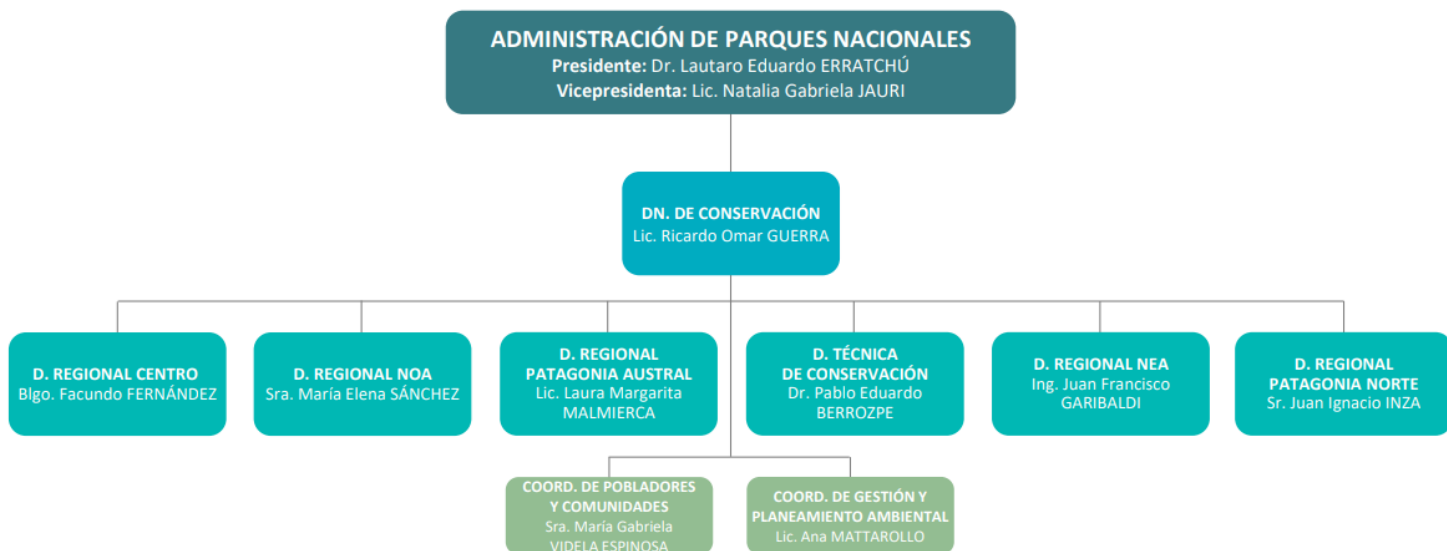 ADMINISTRACIÓN DE PARQUES NACIONALES
Presidente: Dr. Lautaro Eduardo ERRATCHÚ
Vicepresidenta: Lic. Natalia Gabriela JAURI
DN. DE CONSERVACIÓN
Lic. Ricardo Omar GUERRA
D. REGIONAL CENTRO
Blgo. Facundo FERNÁNDEZ
D. REGIONAL NOA
Sra. María Elena SÁNCHEZ
D. REGIONAL
PATAGONIA AUSTRAL
Lic. Laura Margarita
MALMIERCA
D. TÉCNICA
DE CONSERVACIÓN
Dr. Pablo Eduardo
BERROZPE
D. REGIONAL NEA
Ing. Juan Francisco
GARIBALDI
D. REGIONAL
PATAGONIA NORTE
Sr. Juan Ignacio INZA
COORD. DE POBLADORES
Y COMUNIDADES
Sra. María Gabriela
VIDELA ESPINOSA
COORD. DE GESTIÓN Y
PLANEAMIENTO AMBIENTAL
Lic. Ana MATTAROLLO